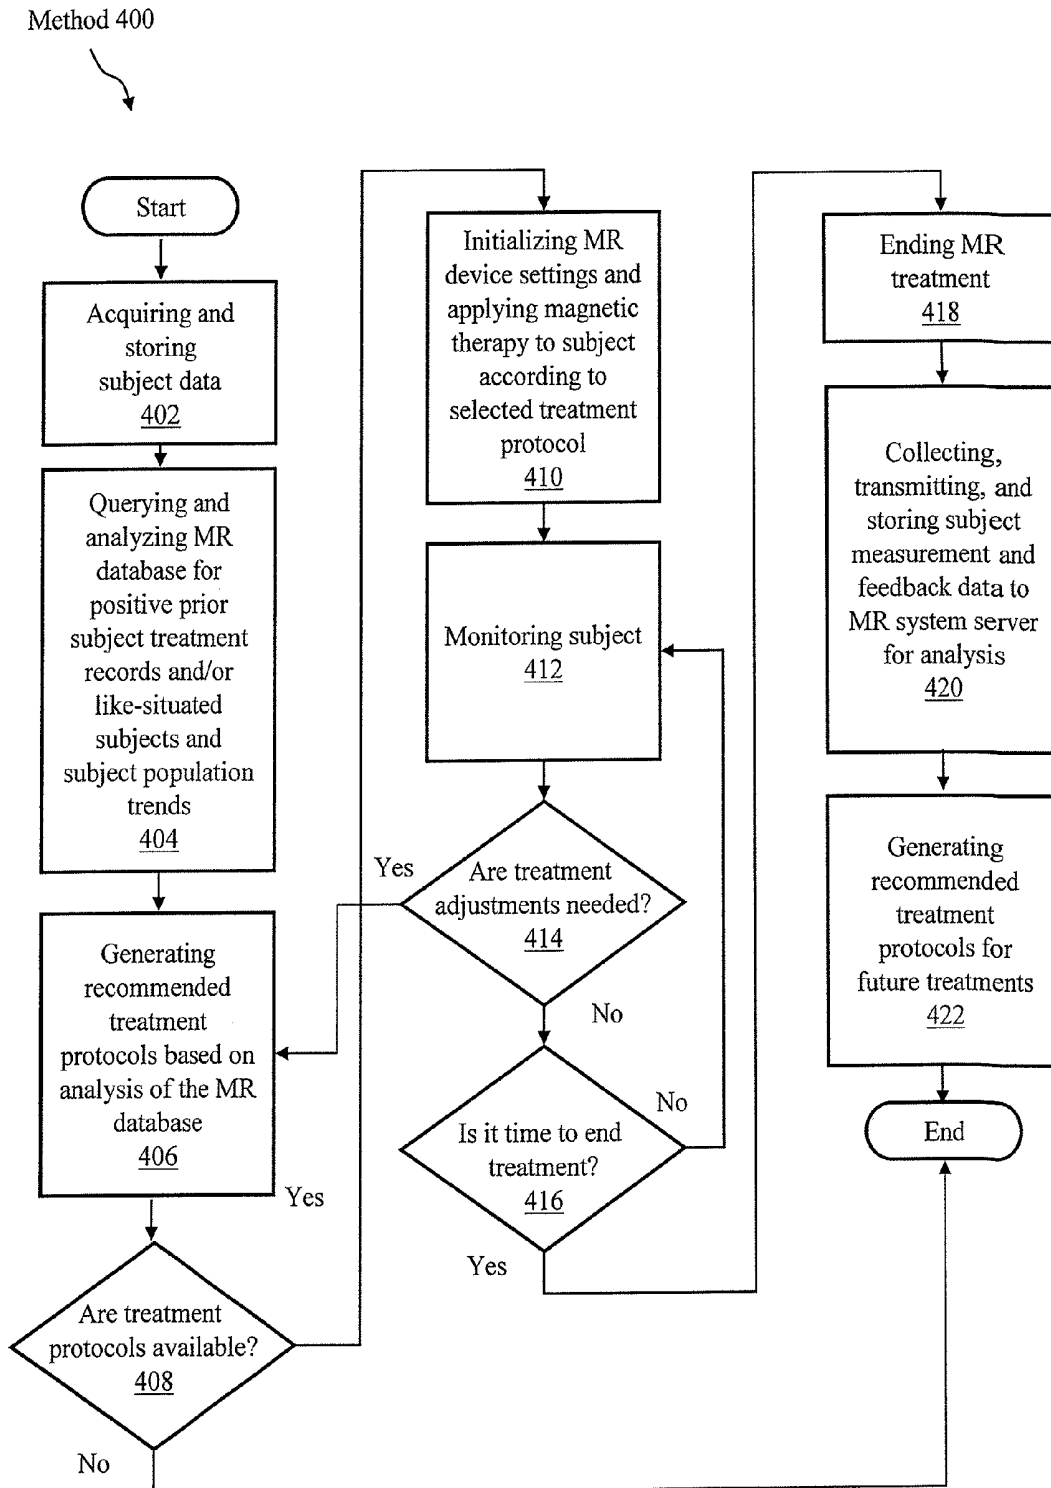 Method 400
Start
Acquiring and
storing
subject data
402
Querying and
analyzing MR
database for
positive prior
subject treatment
records and/or
like-situated
subjects and
subject population
trends
404
Generating
recommended
treatment
protocols based on
analysis of the MR
database
406
Yes
Are treatment
protocols available?
408
No
Initializing MR
device settings and
applying magnetic
therapy to subject
according to
selected treatment
protocol
410
Monitoring subject
412
Yes
Are treatment
adjustments needed?
414
No
No
Is it time to end
treatment?
416
Yes
Ending MR
treatment
418
Collecting,
transmitting, and
storing subject
measurement and
feedback data to
MR system server
for analysis
420
Generating
recommended
treatment
protocols for
future treatments
422
End